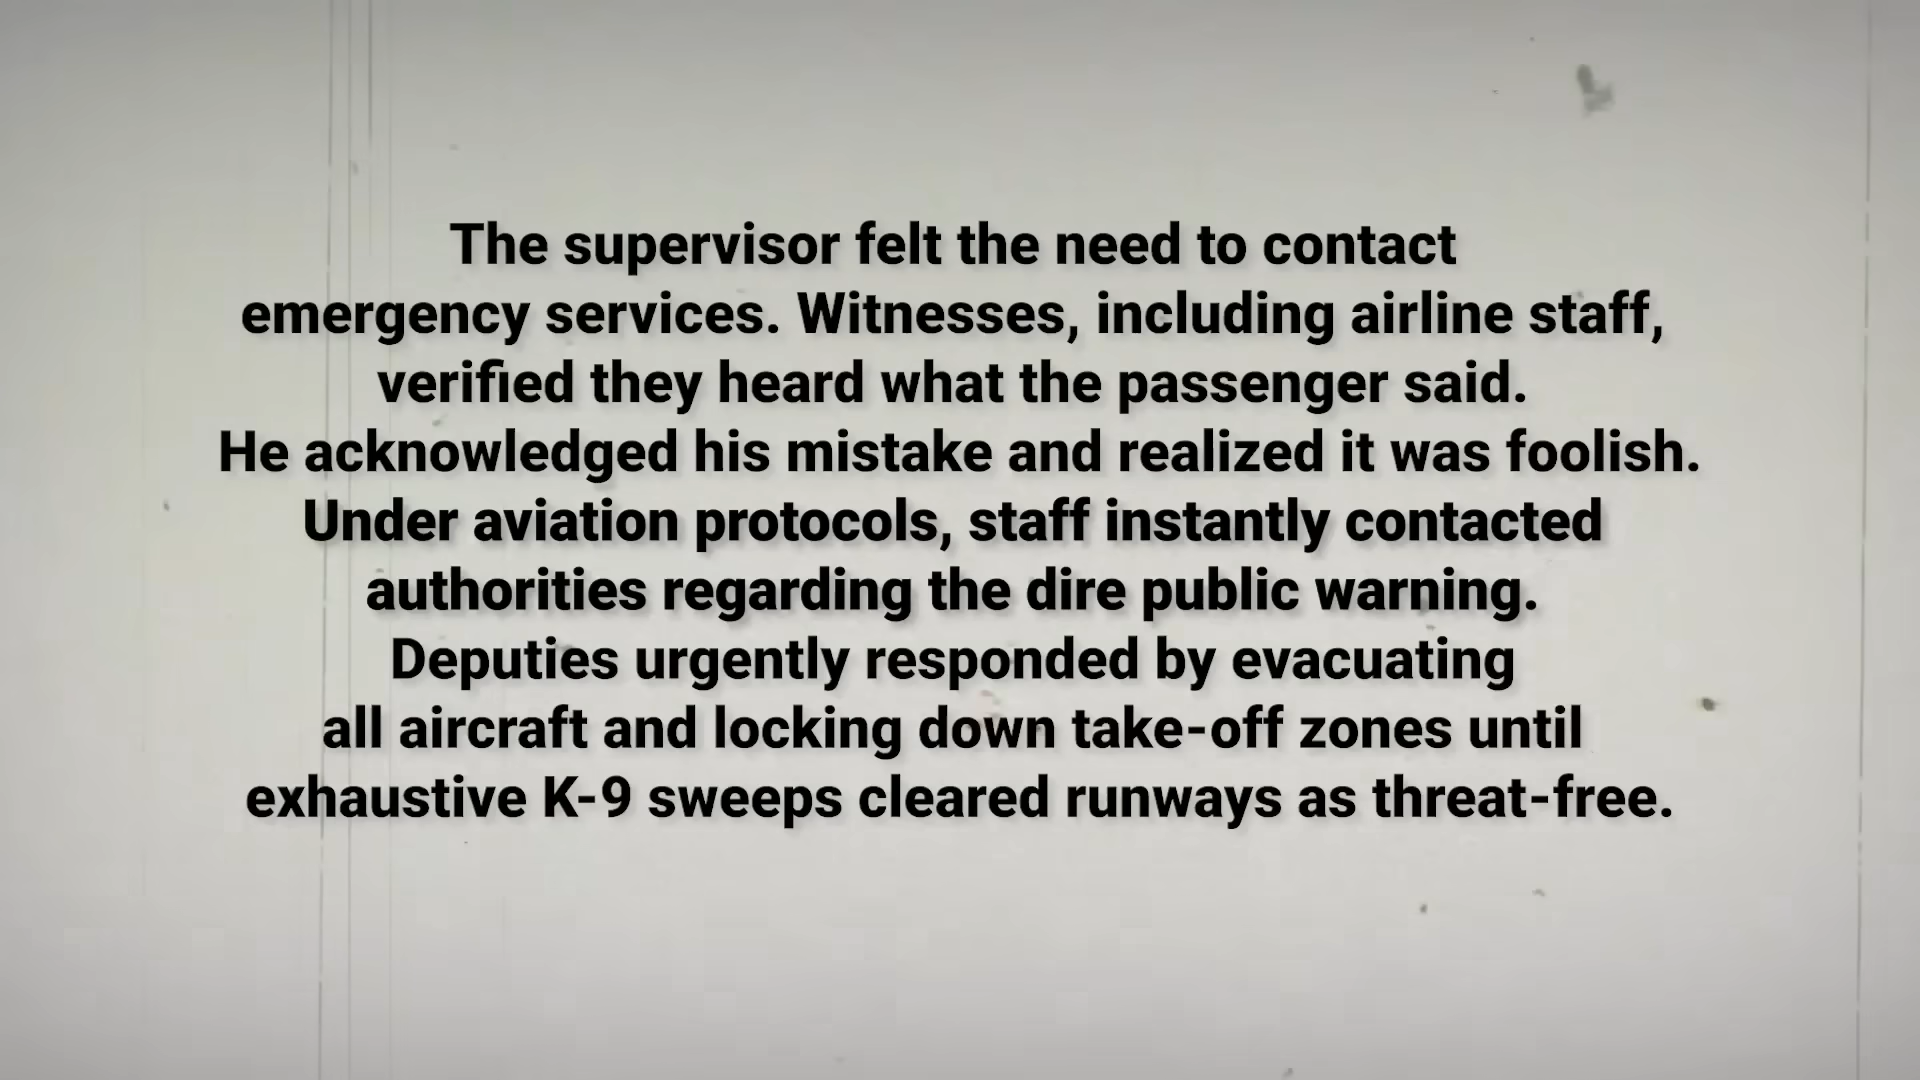 The supervisor felt the need to contact
emergency services. Witnesses, including airline staff,
verified they heard what the passenger said.
He acknowledged his mistake and realized it was foolish.
Under aviation protocols, staff instantly contacted
authorities regarding the dire public warning.
Deputies urgently responded by evacuating
all aircraft and locking down take-off zones until
exhaustive K-9 sweeps cleared runways as threat-free.